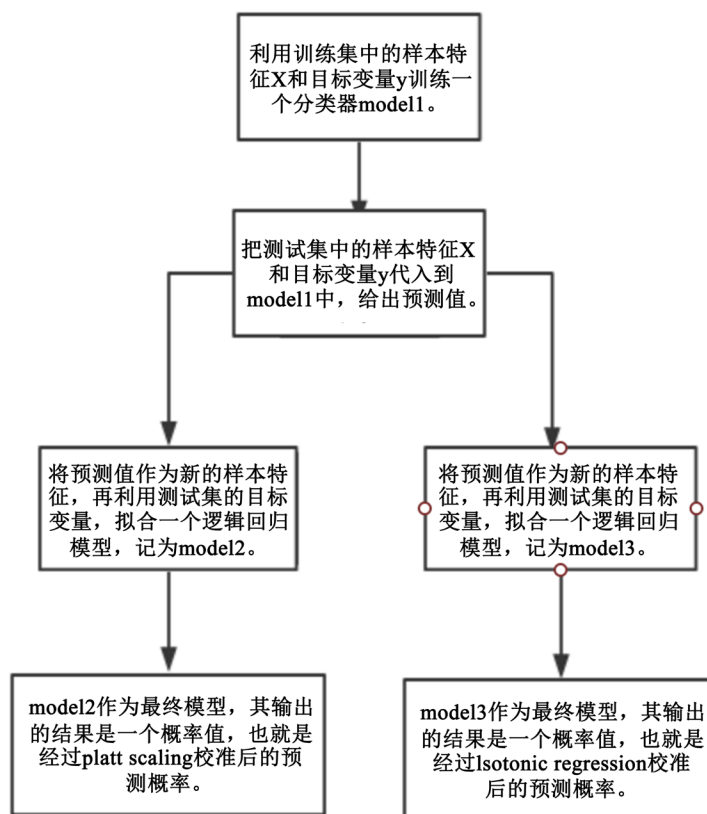 利用训练集中的样本特
征X和目标变量y训练一
个分类器model1。
把测试集中的样本特征X
和目标变量y代入到
model1中，给出预测值。
将预测值作为新的样本特
征，再利用测试集的目标
变量，拟合一个逻辑回归
模型，记为model2。
将预测值作为新的样本特
征，再利用测试集的目标
变量，拟合一个逻辑回归
模型，记为model3。
model2作为最终模型，其输出
的结果是一个概率值，也就是
经过platt scaling校准后的预
测概率。
model3作为最终模型，其输出
的结果是一个概率值，也就是
经过lsotonic regression校准
后的预测概率。